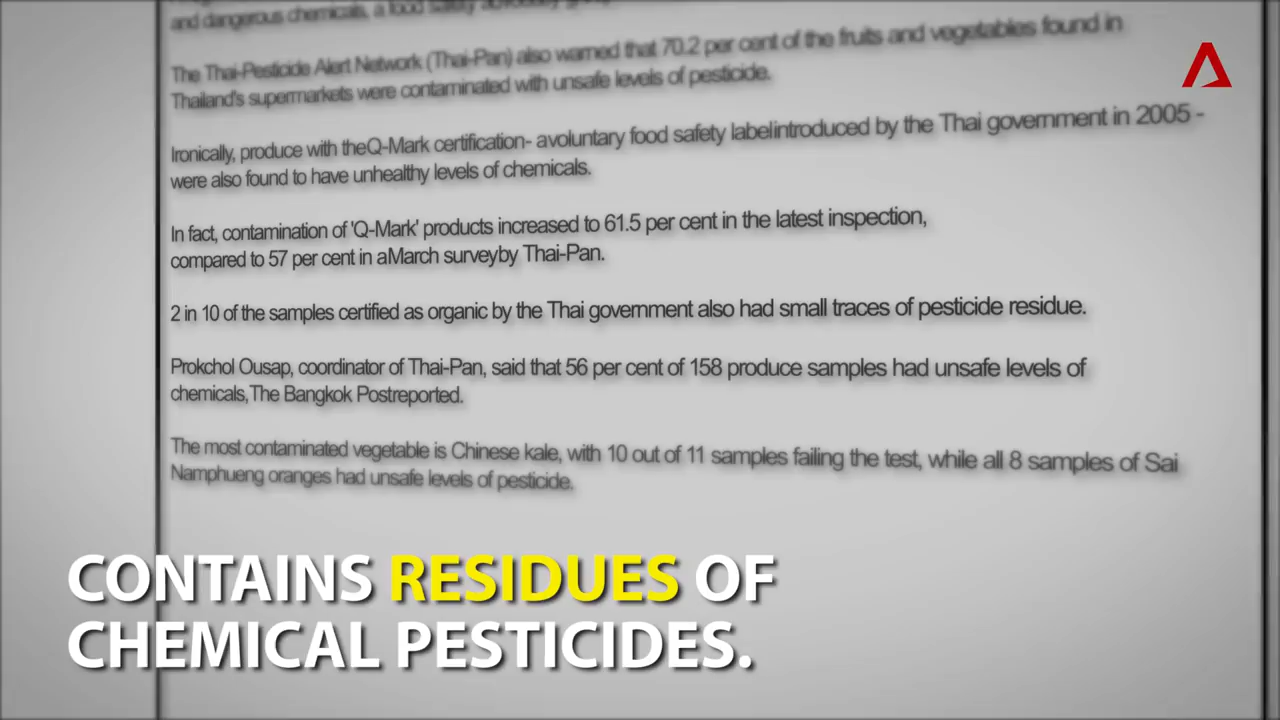 and dangerous chemicals, a food safety advocacy
The Thai-Pesticide Alert Network (Thai-Pan) also warned that 70.2 per cent of the fruits and vegetables found in
Thailand's supermarkets were contaminated with unsafe levels of pesticide.
Ironically, produce with theQ-Mark certification- avoluntary food safety labelintroduced by the Thai government in 2005 -
were also found to have unhealthy levels of chemicals.
In fact, contamination of 'Q-Mark' products increased to 61.5 per cent in the latest inspection,
compared to 57 per cent in aMarch surveyby Thai-Pan.
2 in 10 of the samples certified as organic by the Thai government also had small traces of pesticide residue.
Prokchol Ousap, coordinator of Thai-Pan, said that 56 per cent of 158 produce samples had unsafe levels of
chemicals,The Bangkok Postreported.
The most contaminated vegetable is Chinese kale, with 10 out of 11 samples failing the test, while all 8 samples of Sai
Namphueng oranges had unsafe levels of pesticide.
CONTAINS RESIDUES OF
CHEMICAL PESTICIDES.